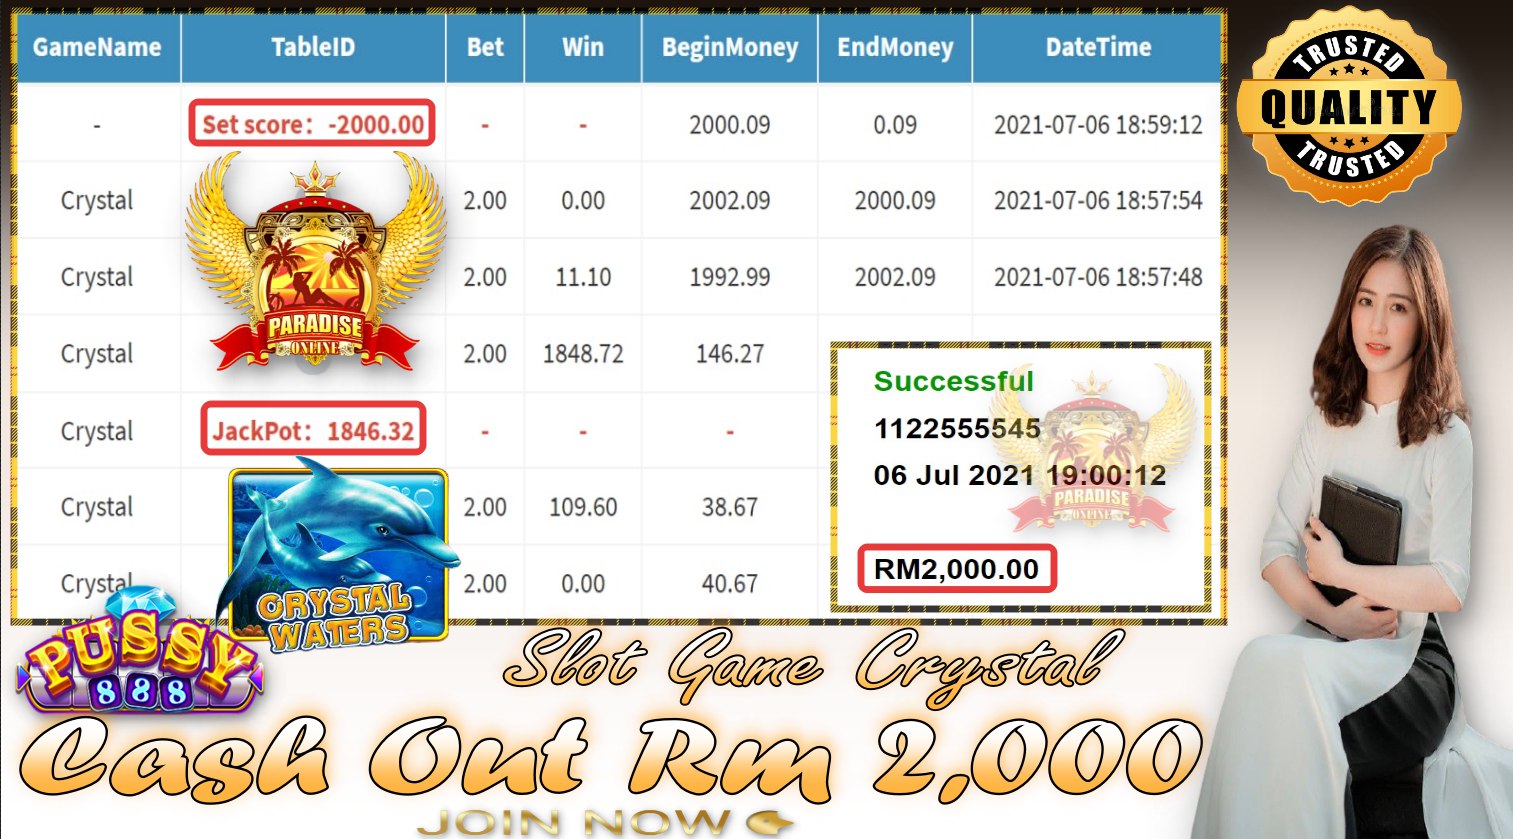 GameName TableID Bet Win BeginMoney EndMoney DateTime
- Set score: -2000.00 - - 2000.09 0.09 2021-07-06 18:59:12
Crystal 2.00 0.00 2002.09 2000.09 2021-07-06 18:57:54
Crystal 2.00 11.10 1992.99 2002.09 2021-07-06 18:57:48
Crystal 2.00 1848.72 146.27
Crystal JackPot: 1846.32 - - -
Crystal 2.00 109.60 38.67
Crystal 2.00 0.00 40.67
PARADISE
ONLINE
Successful
1122555545
06 Jul 2021 19:00:12
PARADISE
ONLINE
RM2,000.00
TRUSTED
QUALITY
TRUSTED
CRYSTAL
WATERS
PUSSY
888
Slot Game Crystal
Cash Out Rm 2,000
JOIN NOW